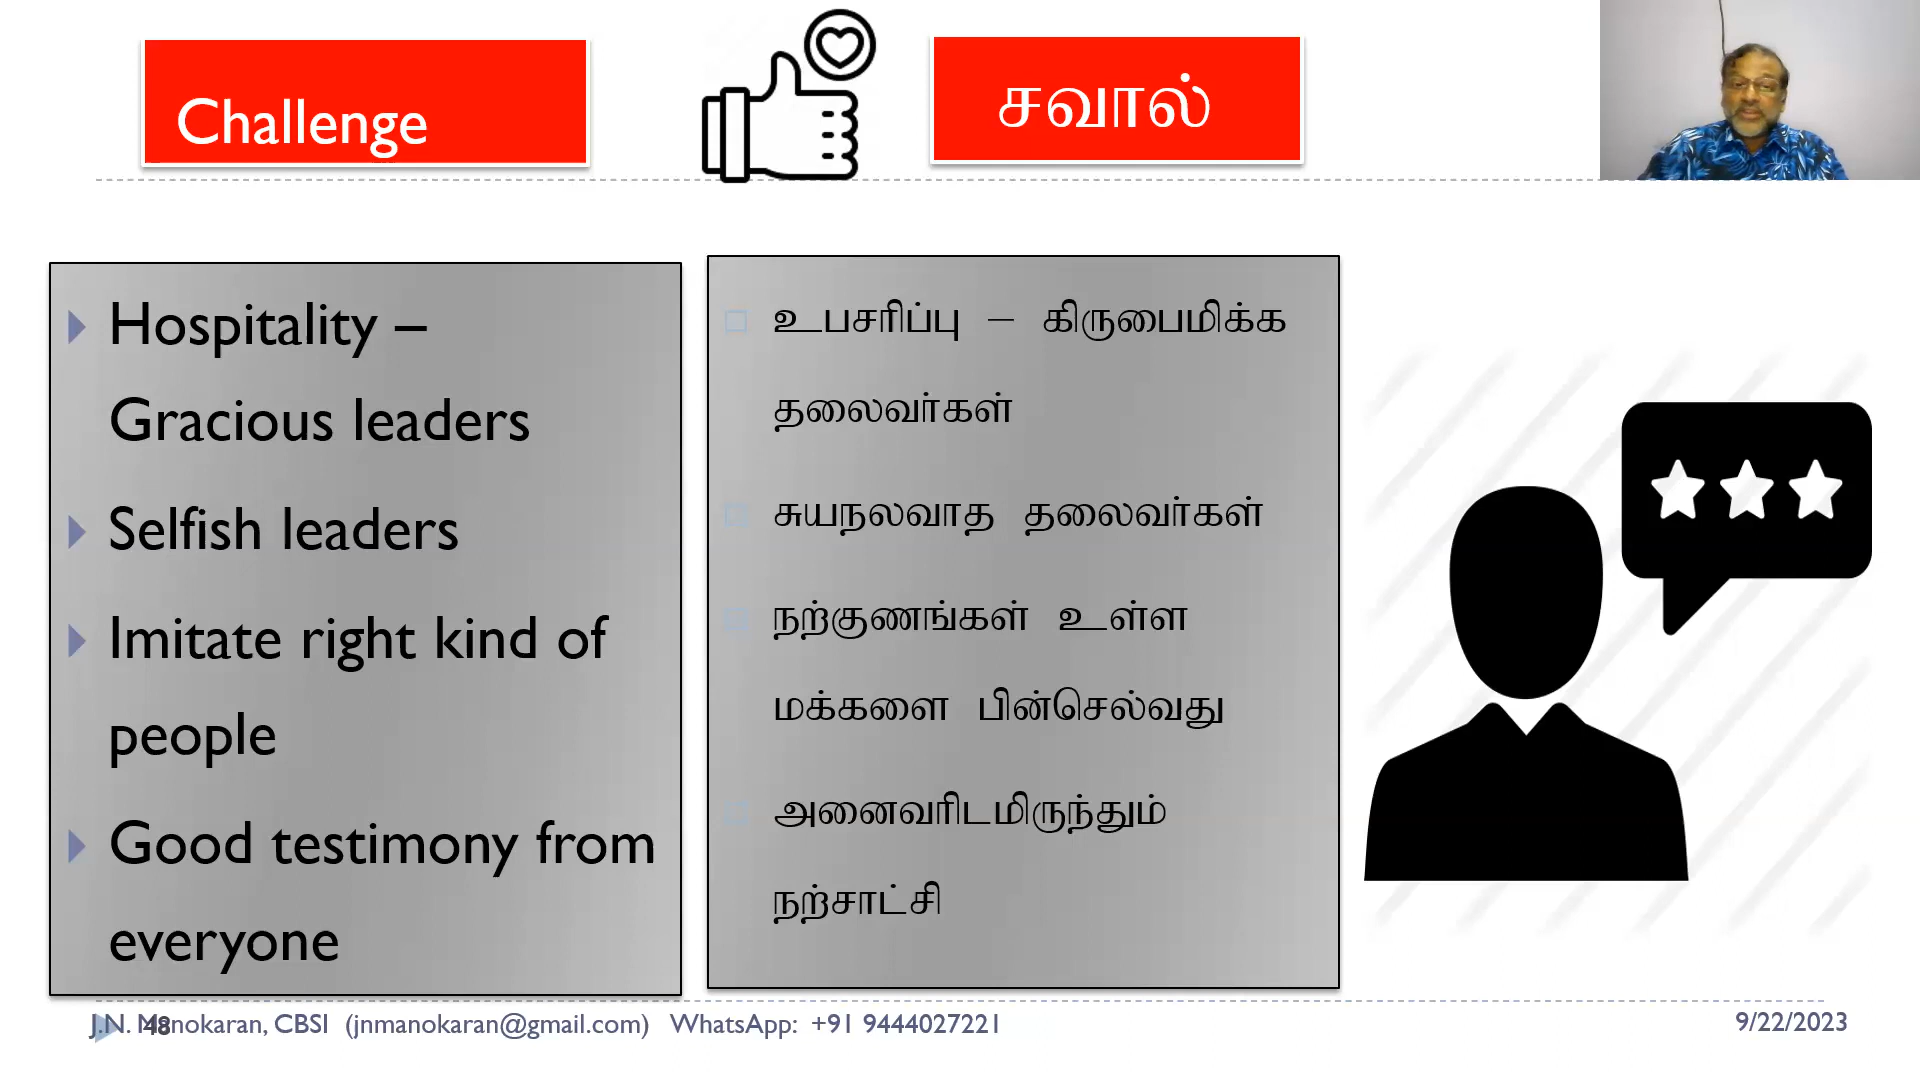 Challenge
சவால்
Hospitality –
Gracious leaders
Selfish leaders
Imitate right kind of
people
Good testimony from
everyone
உபசரிப்பு – கிருபைமிக்க
தலைவர்கள்
சுயநலவாத தலைவர்கள்
நற்குணங்கள் உள்ள
மக்களை பின்செல்வது
அனைவரிடமிருந்தும்
நற்சாட்சி
48
J.N. Manokaran, CBSI (jnmanokaran@gmail.com) WhatsApp: +91 9444027221
9/22/2023